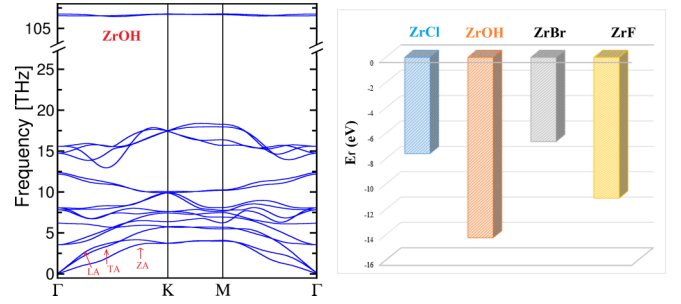 105
ZrOH
25
20
15
10
5
0
Frequency [THz]
LA
TA
ZA
Γ
K
M
Γ
ZrCl
ZrOH
ZrBr
ZrF
0
-2
-4
-6
-8
-10
-12
-14
-16
Ef (eV)